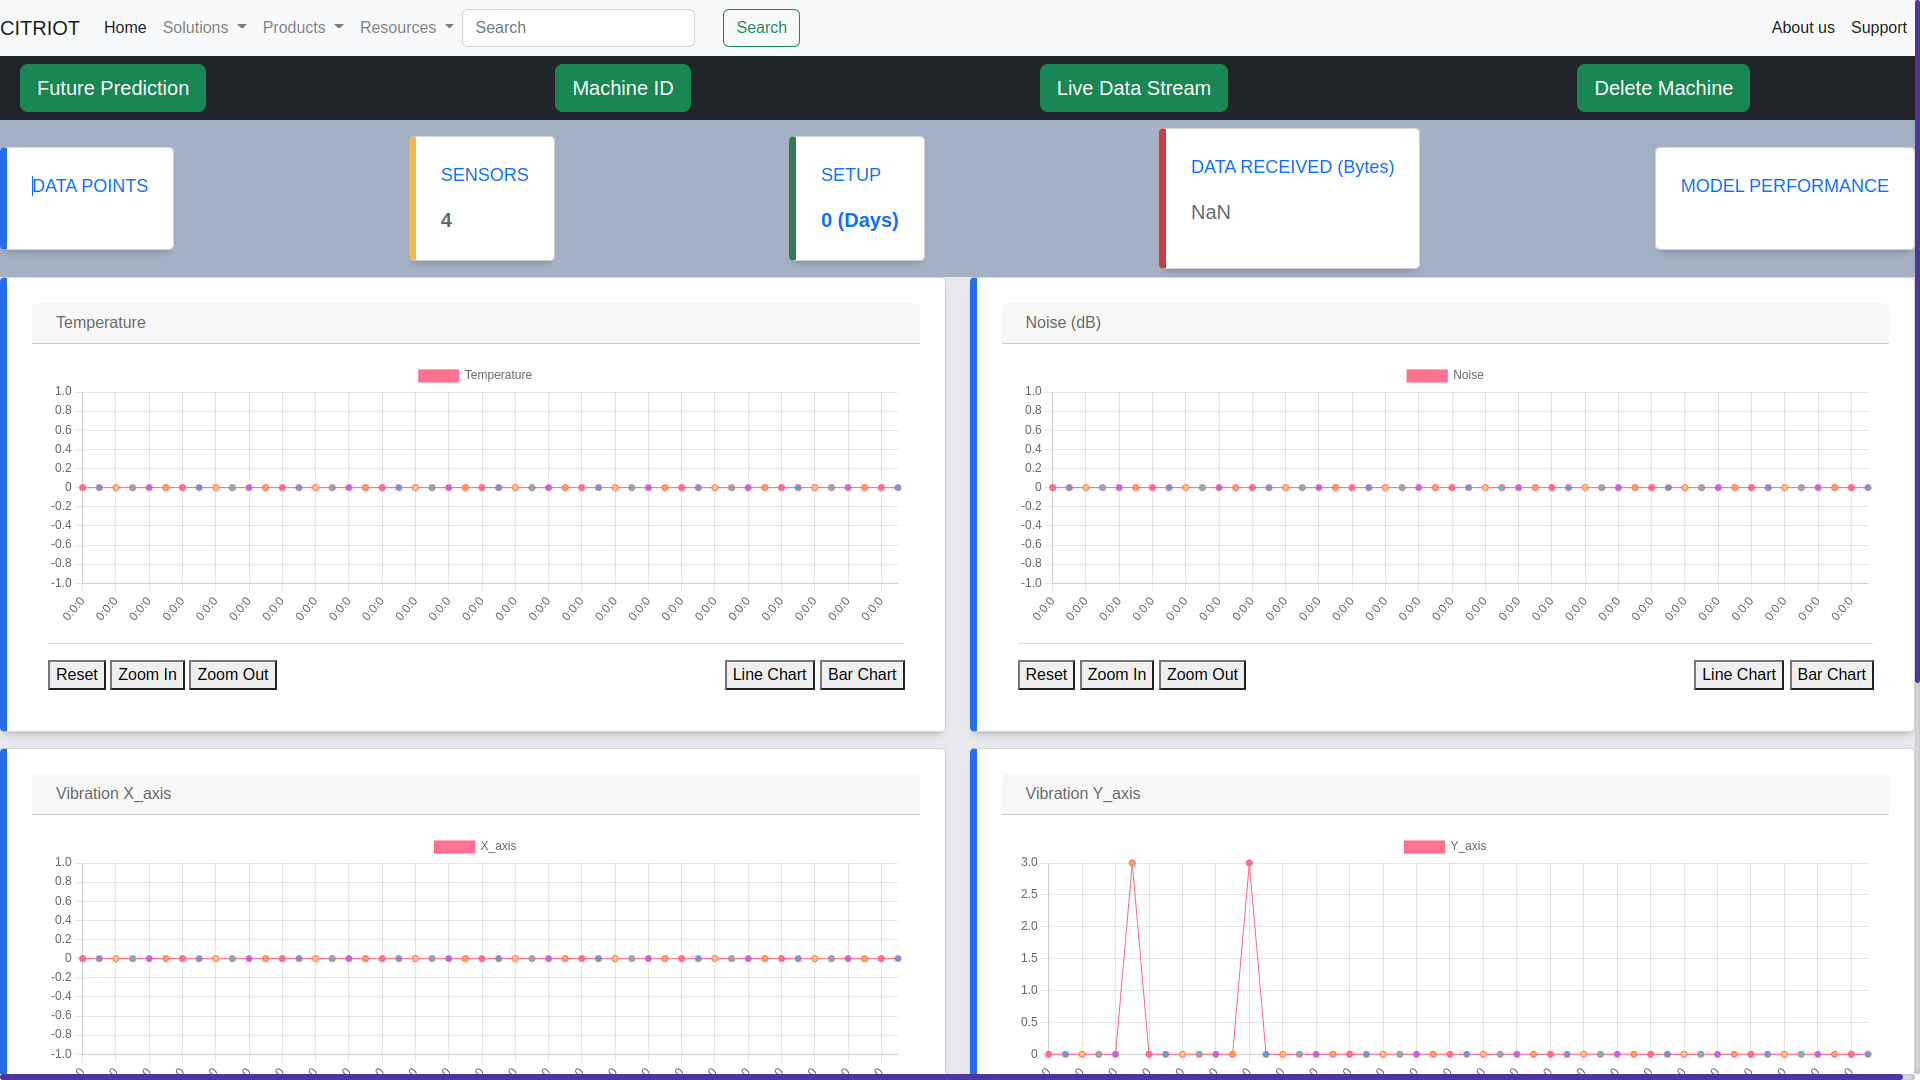 CITRIOT Home Solutions Products Resources Search Search About us Support
Future Prediction Machine ID Live Data Stream Delete Machine
DATA POINTS
SENSORS
4
SETUP
0 (Days)
DATA RECEIVED (Bytes)
NaN
MODEL PERFORMANCE
Temperature
Temperature
1.0
0.8
0.6
0.4
0.2
0
-0.2
-0.4
-0.6
-0.8
-1.0
0:0:0 0:0:0 0:0:0 0:0:0 0:0:0 0:0:0 0:0:0 0:0:0 0:0:0 0:0:0 0:0:0 0:0:0 0:0:0 0:0:0 0:0:0 0:0:0 0:0:0 0:0:0 0:0:0 0:0:0 0:0:0 0:0:0 0:0:0 0:0:0 0:0:0
Reset Zoom In Zoom Out Line Chart Bar Chart
Noise (dB)
Noise
1.0
0.8
0.6
0.4
0.2
0
-0.2
-0.4
-0.6
-0.8
-1.0
0:0:0 0:0:0 0:0:0 0:0:0 0:0:0 0:0:0 0:0:0 0:0:0 0:0:0 0:0:0 0:0:0 0:0:0 0:0:0 0:0:0 0:0:0 0:0:0 0:0:0 0:0:0 0:0:0 0:0:0 0:0:0 0:0:0 0:0:0 0:0:0 0:0:0
Reset Zoom In Zoom Out Line Chart Bar Chart
Vibration X_axis
X_axis
1.0
0.8
0.6
0.4
0.2
0
-0.2
-0.4
-0.6
-0.8
-1.0
Vibration Y_axis
Y_axis
3.0
2.5
2.0
1.5
1.0
0.5
0